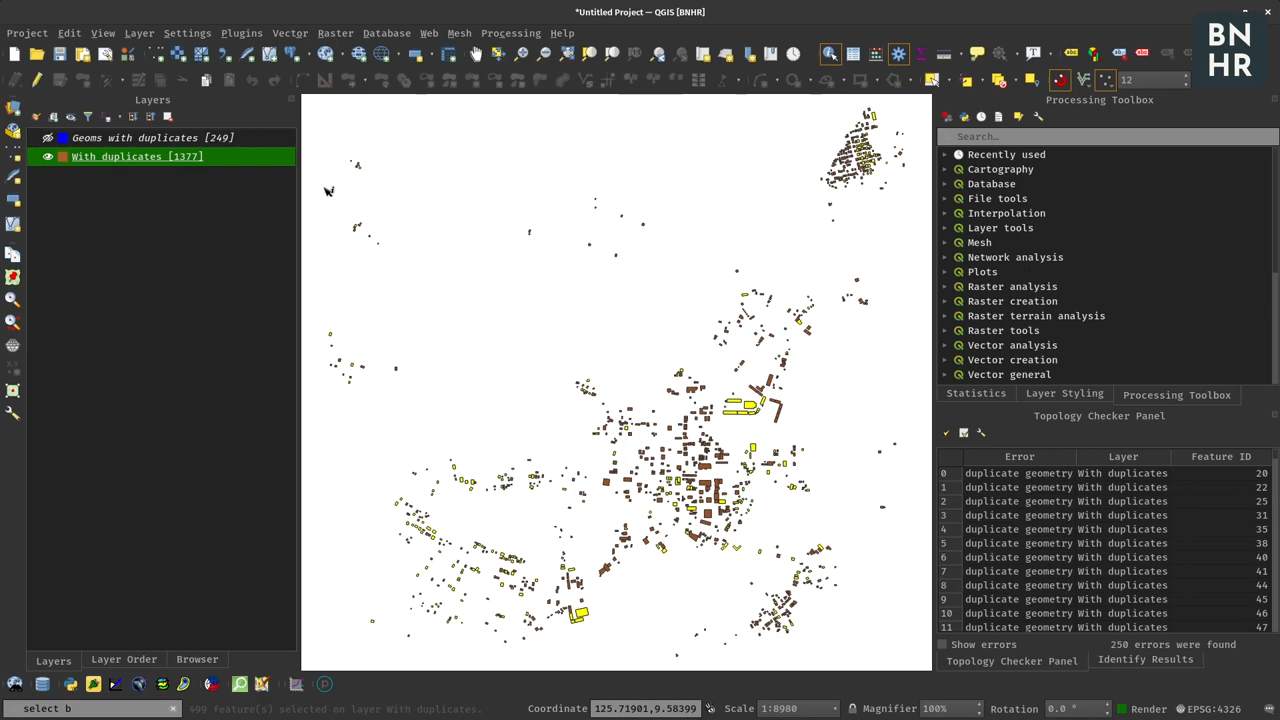 *Untitled Project — QGIS [BNHR]
BN
HR
Project Edit View Layer Settings Plugins Vector Raster Database Web Mesh Processing Help
12
Layers
Geoms with duplicates [249]
With duplicates [1377]
Processing Toolbox
Search...
Recently used
Cartography
Database
File tools
Interpolation
Layer tools
Mesh
Network analysis
Plots
Raster analysis
Raster creation
Raster terrain analysis
Raster tools
Vector analysis
Vector creation
Vector general
Statistics Layer Styling Processing Toolbox
Topology Checker Panel
Error Layer Feature ID
0 duplicate geometry With duplicates 20
1 duplicate geometry With duplicates 22
2 duplicate geometry With duplicates 25
3 duplicate geometry With duplicates 31
4 duplicate geometry With duplicates 35
5 duplicate geometry With duplicates 38
6 duplicate geometry With duplicates 40
7 duplicate geometry With duplicates 41
8 duplicate geometry With duplicates 44
9 duplicate geometry With duplicates 45
10 duplicate geometry With duplicates 46
11 duplicate geometry With duplicates 47
Show errors 250 errors were found
Topology Checker Panel Identify Results
Layers Layer Order Browser
select b
499 feature(s) selected on layer With duplicates.
Coordinate 125.71901,9.58399 Scale 1:8980 Magnifier 100% Rotation 0.0 ° Render EPSG:4326